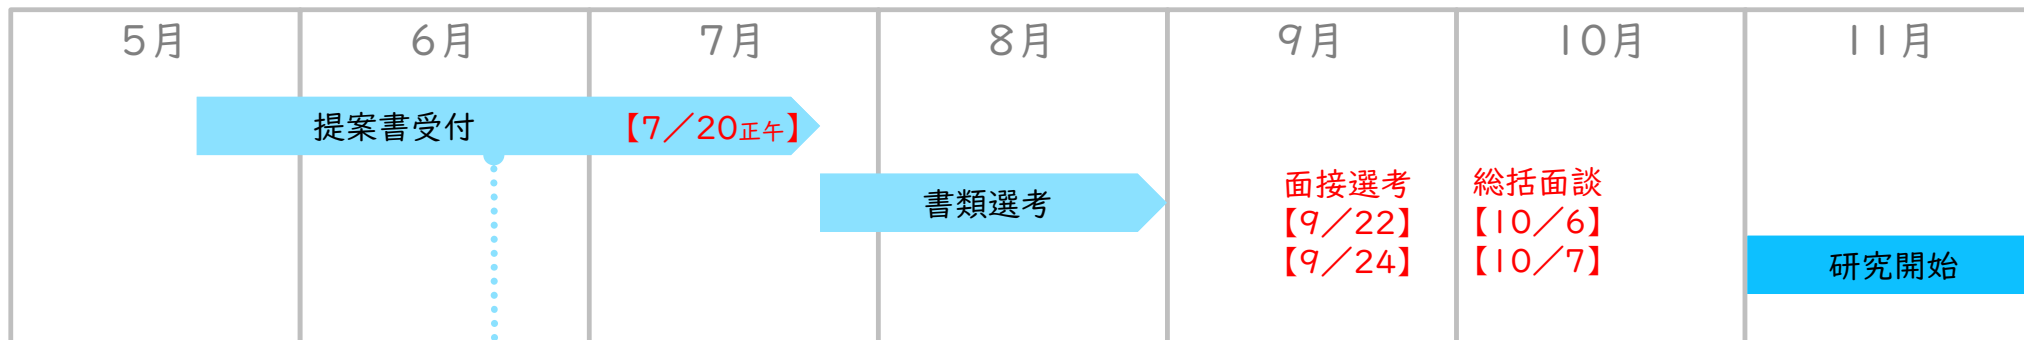 5月 6月 7月 8月 9月 10月 11月
提案書受付 【7／20正午】
書類選考
面接選考
【9／22】
【9／24】
総括面談
【10／6】
【10／7】
研究開始